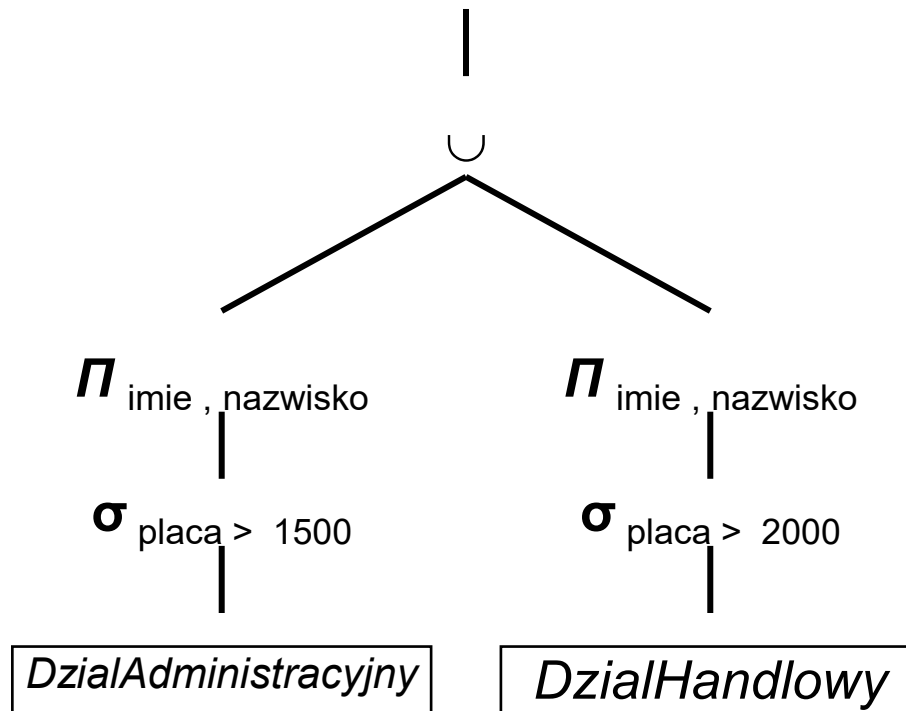 ∪
Π imie , nazwisko Π imie , nazwisko
σ placa > 1500 σ placa > 2000
DzialAdministracyjny DzialHandlowy